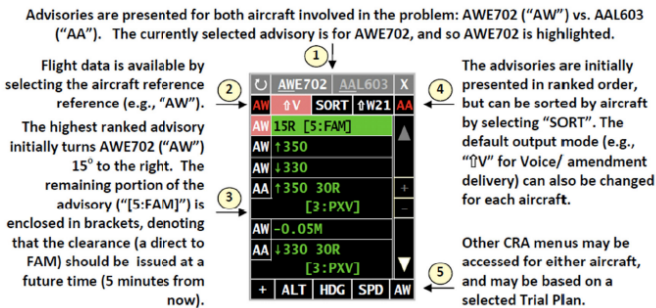 Advisories are presented for both aircraft involved in the problem: AWE702 ("AW") vs. AAL603
("AA"). The currently selected advisory is for AWE702, and so AWE702 is highlighted.
1
Flight data is available by
selecting the aircraft reference
reference (e.g., "AW").
2
The highest ranked advisory
initially turns AWE702 ("AW")
15° to the right. The
remaining portion of the
advisory ("[5:FAM]") is
enclosed in brackets, denoting
that the clearance (a direct to
FAM) should be issued at a
future time (5 minutes from
now).
3
↻ AWE702 AAL603 X
AW ⇧V SORT ⇧W21 AA
AW 15R [5:FAM]
AW ↑350
AW ↓330
AA ↑350 30R
[3:PXV]
AW -0.05M
AA ↓330 30R
[3:PXV]
+
-
+ ALT HDG SPD AW
4
The advisories are initially
presented in ranked order,
but can be sorted by aircraft
by selecting "SORT". The
default output mode (e.g.,
"⇧V" for Voice/ amendment
delivery) can also be changed
for each aircraft.
5
Other CRA menus may be
accessed for either aircraft,
and may be based on a
selected Trial Plan.